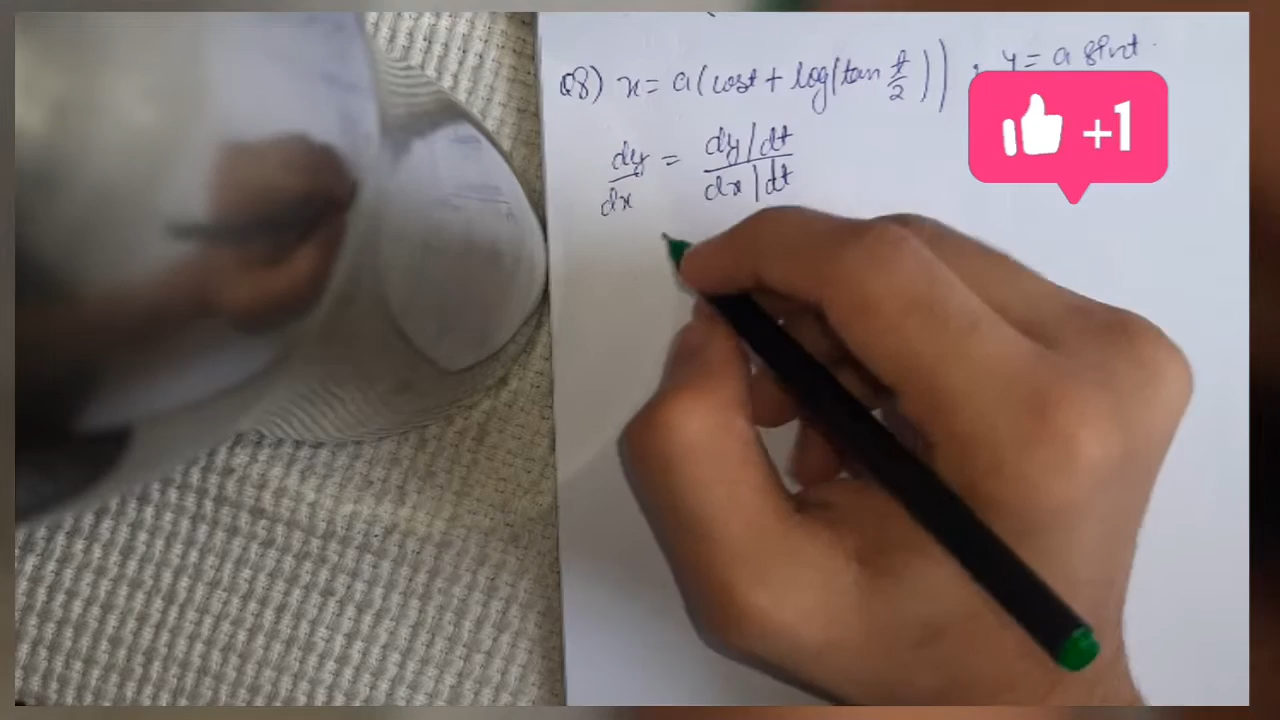 Q8) x = a(cost + log(tan t/2)) , y = a sint.
+1
dy/dx = dy/dt / dx/dt